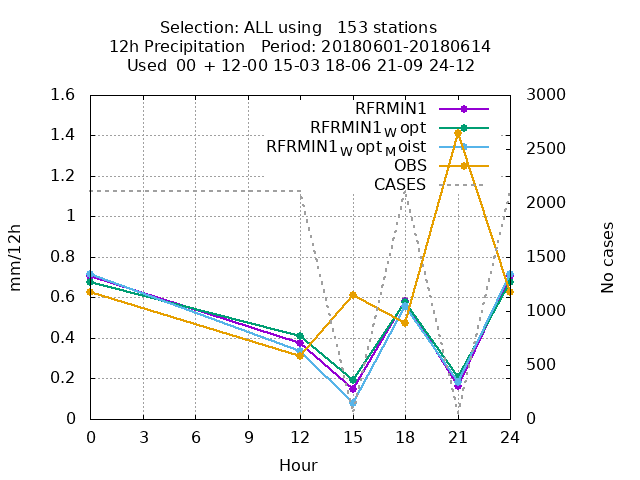 Selection: ALL using   153 stations
12h Precipitation   Period: 20180601-20180614
Used  00 + 12-00 15-03 18-06 21-09 24-12
RFRMIN1
RFRMIN1W opt
RFRMIN1W optM oist
OBS
CASES
1.6
1.4
1.2
1
0.8
0.6
0.4
0.2
0
mm/12h
3000
2500
2000
1500
1000
500
0
No cases
0 3 6 9 12 15 18 21 24
Hour